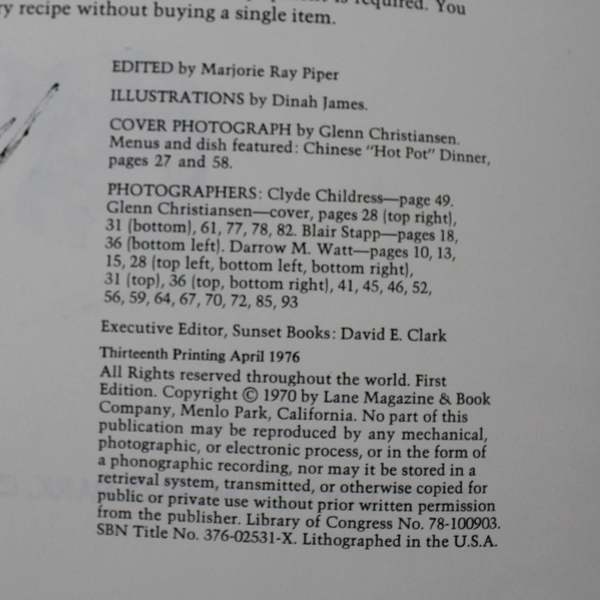 ry recipe without buying a single item.
is required. You
EDITED by Marjorie Ray Piper
ILLUSTRATIONS by Dinah James.
COVER PHOTOGRAPH by Glenn Christiansen.
Menus and dish featured: Chinese "Hot Pot" Dinner,
pages 27 and 58.
PHOTOGRAPHERS: Clyde Childress—page 49.
Glenn Christiansen—cover, pages 28 (top right),
31 (bottom), 61, 77, 78, 82. Blair Stapp—pages 18,
36 (bottom left). Darrow M. Watt—pages 10, 13,
15, 28 (top left, bottom left, bottom right),
31 (top), 36 (top, bottom right), 41, 45, 46, 52,
56, 59, 64, 67, 70, 72, 85, 93
Executive Editor, Sunset Books: David E. Clark
Thirteenth Printing April 1976
All Rights reserved throughout the world. First
Edition. Copyright © 1970 by Lane Magazine & Book
Company, Menlo Park, California. No part of this
publication may be reproduced by any mechanical,
photographic, or electronic process, or in the form of
a phonographic recording, nor may it be stored in a
retrieval system, transmitted, or otherwise copied for
public or private use without prior written permission
from the publisher. Library of Congress No. 78-100903.
SBN Title No. 376-02531-X. Lithographed in the U.S.A.